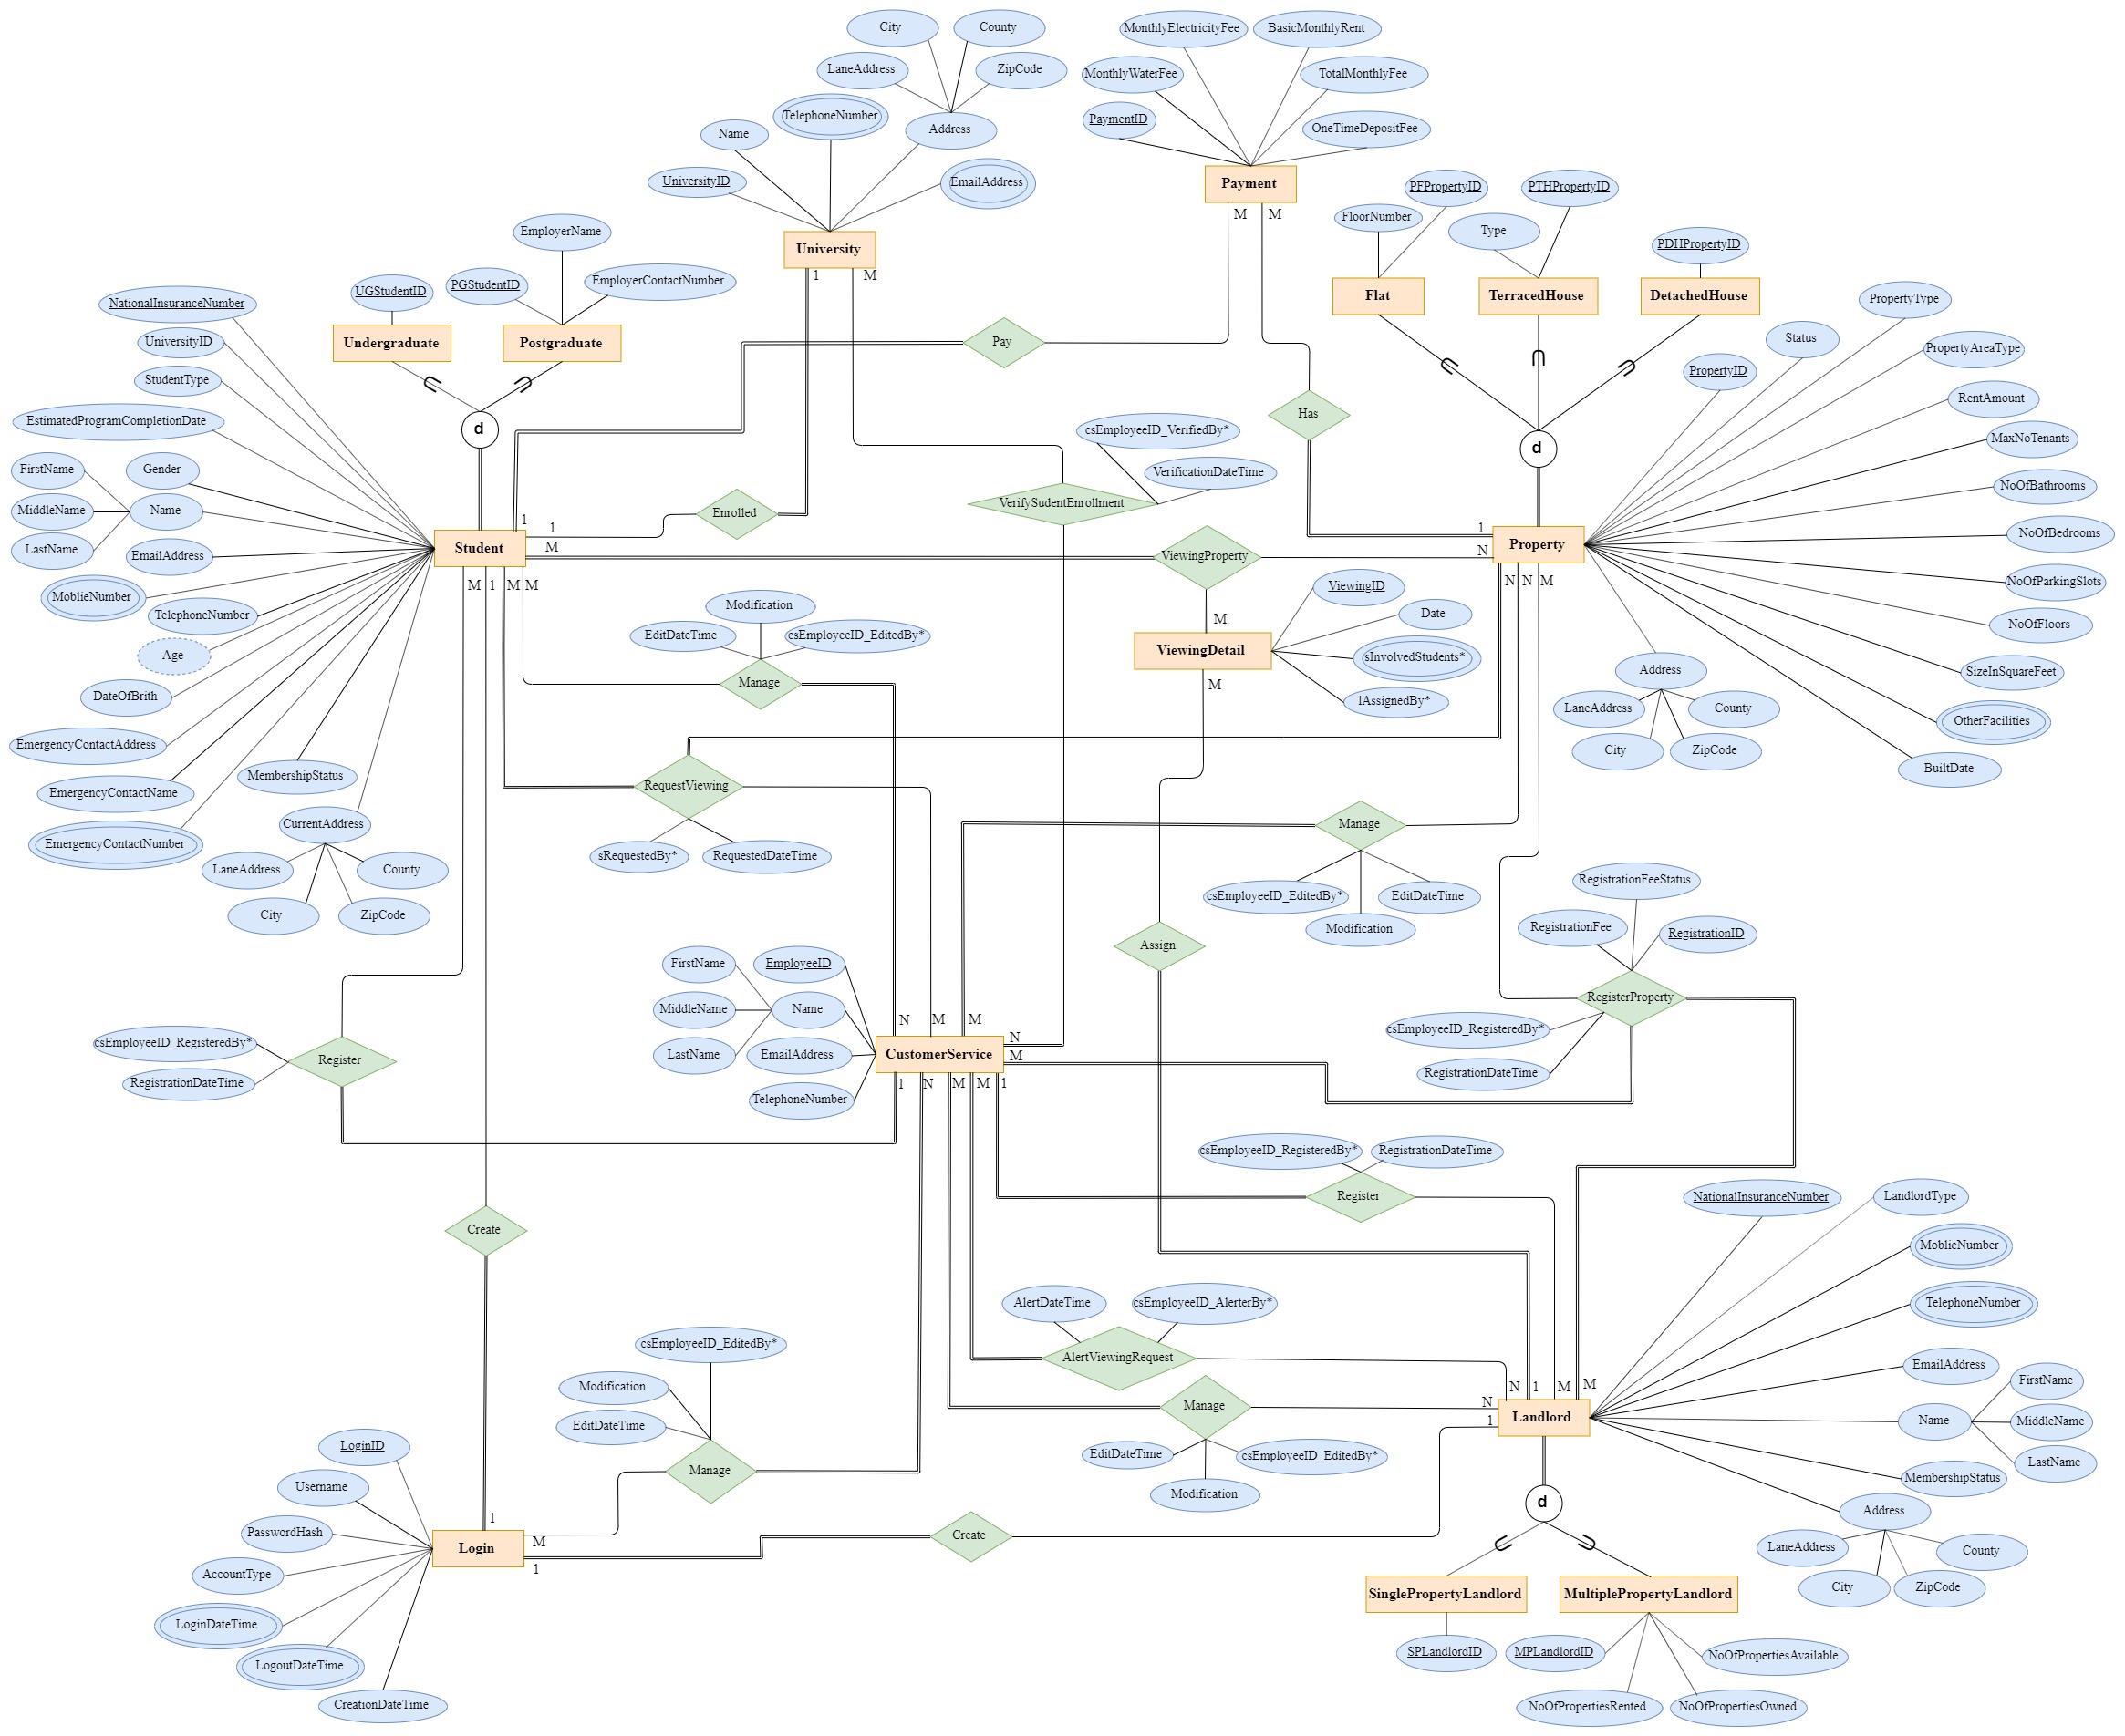 City
County
LaneAddress
ZipCode
TelephoneNumber
Name
Address
UniversityID
EmailAddress
University
1
M
MonthlyElectricityFee
BasicMonthlyRent
MonthlyWaterFee
TotalMonthlyFee
PaymentID
OneTimeDepositFee
Payment
M
M
PFPropertyID
PTHPropertyID
FloorNumber
Type
PDHPropertyID
Flat
TerracedHouse
DetachedHouse
d
EmployerName
UGStudentID
PGStudentID
EmployerContactNumber
Undergraduate
Postgraduate
d
Pay
Has
NationalInsuranceNumber
UniversityID
StudentType
EstimatedProgramCompletionDate
FirstName
Gender
MiddleName
Name
LastName
EmailAddress
MoblieNumber
TelephoneNumber
Age
DateOfBrith
EmergencyContactAddress
EmergencyContactName
MembershipStatus
EmergencyContactNumber
CurrentAddress
LaneAddress
County
City
ZipCode
Student
1
1
M
M
1
M
M
Enrolled
csEmployeeID_VerifiedBy*
VerificationDateTime
VerifySudentEnrollment
ViewingProperty
PropertyType
Status
PropertyAreaType
PropertyID
RentAmount
MaxNoTenants
NoOfBathrooms
NoOfBedrooms
NoOfParkingSlots
NoOfFloors
SizeInSquareFeet
OtherFacilities
BuiltDate
Address
LaneAddress
County
City
ZipCode
1
N
Property
N
N
M
ViewingID
Date
M
ViewingDetail
sInvolvedStudents*
lAssignedBy*
M
Modification
EditDateTime
csEmployeeID_EditedBy*
Manage
RequestViewing
sRequestedBy*
RequestedDateTime
Manage
csEmployeeID_EditedBy*
EditDateTime
Modification
Assign
RegistrationFeeStatus
RegistrationFee
RegistrationID
RegisterProperty
csEmployeeID_RegisteredBy*
RegistrationDateTime
FirstName
EmployeeID
MiddleName
Name
LastName
EmailAddress
TelephoneNumber
N
M
M
N
CustomerService
M
1
N
M
M
1
csEmployeeID_RegisteredBy*
RegistrationDateTime
Register
csEmployeeID_RegisteredBy*
RegistrationDateTime
Register
Create
AlertDateTime
csEmployeeID_AlerterBy*
AlertViewingRequest
Manage
EditDateTime
csEmployeeID_EditedBy*
Modification
NationalInsuranceNumber
LandlordType
MoblieNumber
TelephoneNumber
EmailAddress
FirstName
Name
MiddleName
LastName
MembershipStatus
Address
LaneAddress
County
City
ZipCode
N
1
M
M
N
1
Landlord
d
SinglePropertyLandlord
MultiplePropertyLandlord
SPLandlordID
MPLandlordID
NoOfPropertiesAvailable
NoOfPropertiesRented
NoOfPropertiesOwned
csEmployeeID_EditedBy*
Modification
EditDateTime
Manage
Create
LoginID
Username
PasswordHash
AccountType
LoginDateTime
LogoutDateTime
CreationDateTime
1
Login
M
1